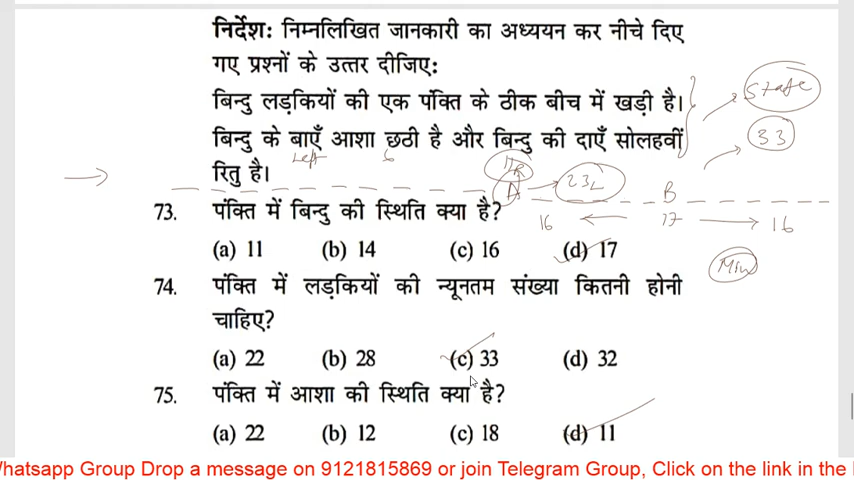 निर्देशः निम्नलिखित जानकारी का अध्ययन कर नीचे दिए
गए प्रश्नों के उत्तर दीजिएः
बिन्दु लड़कियों की एक पंक्ति के ठीक बीच में खड़ी है।
State
बिन्दु के बाएँ आशा छठी है और बिन्दु की दाएँ सोलहवीं
33
Left 6
रितु है।
11R
A 23L B
73. पंक्ति में बिन्दु की स्थिति क्या है?
16 17 16
(a) 11 (b) 14 (c) 16 (d) 17
Min
74. पंक्ति में लड़कियों की न्यूनतम संख्या कितनी होनी
चाहिए?
(a) 22 (b) 28 (c) 33 (d) 32
75. पंक्ति में आशा की स्थिति क्या है?
(a) 22 (b) 12 (c) 18 (d) 11
Whatsapp Group Drop a message on 9121815869 or join Telegram Group, Click on the link in the